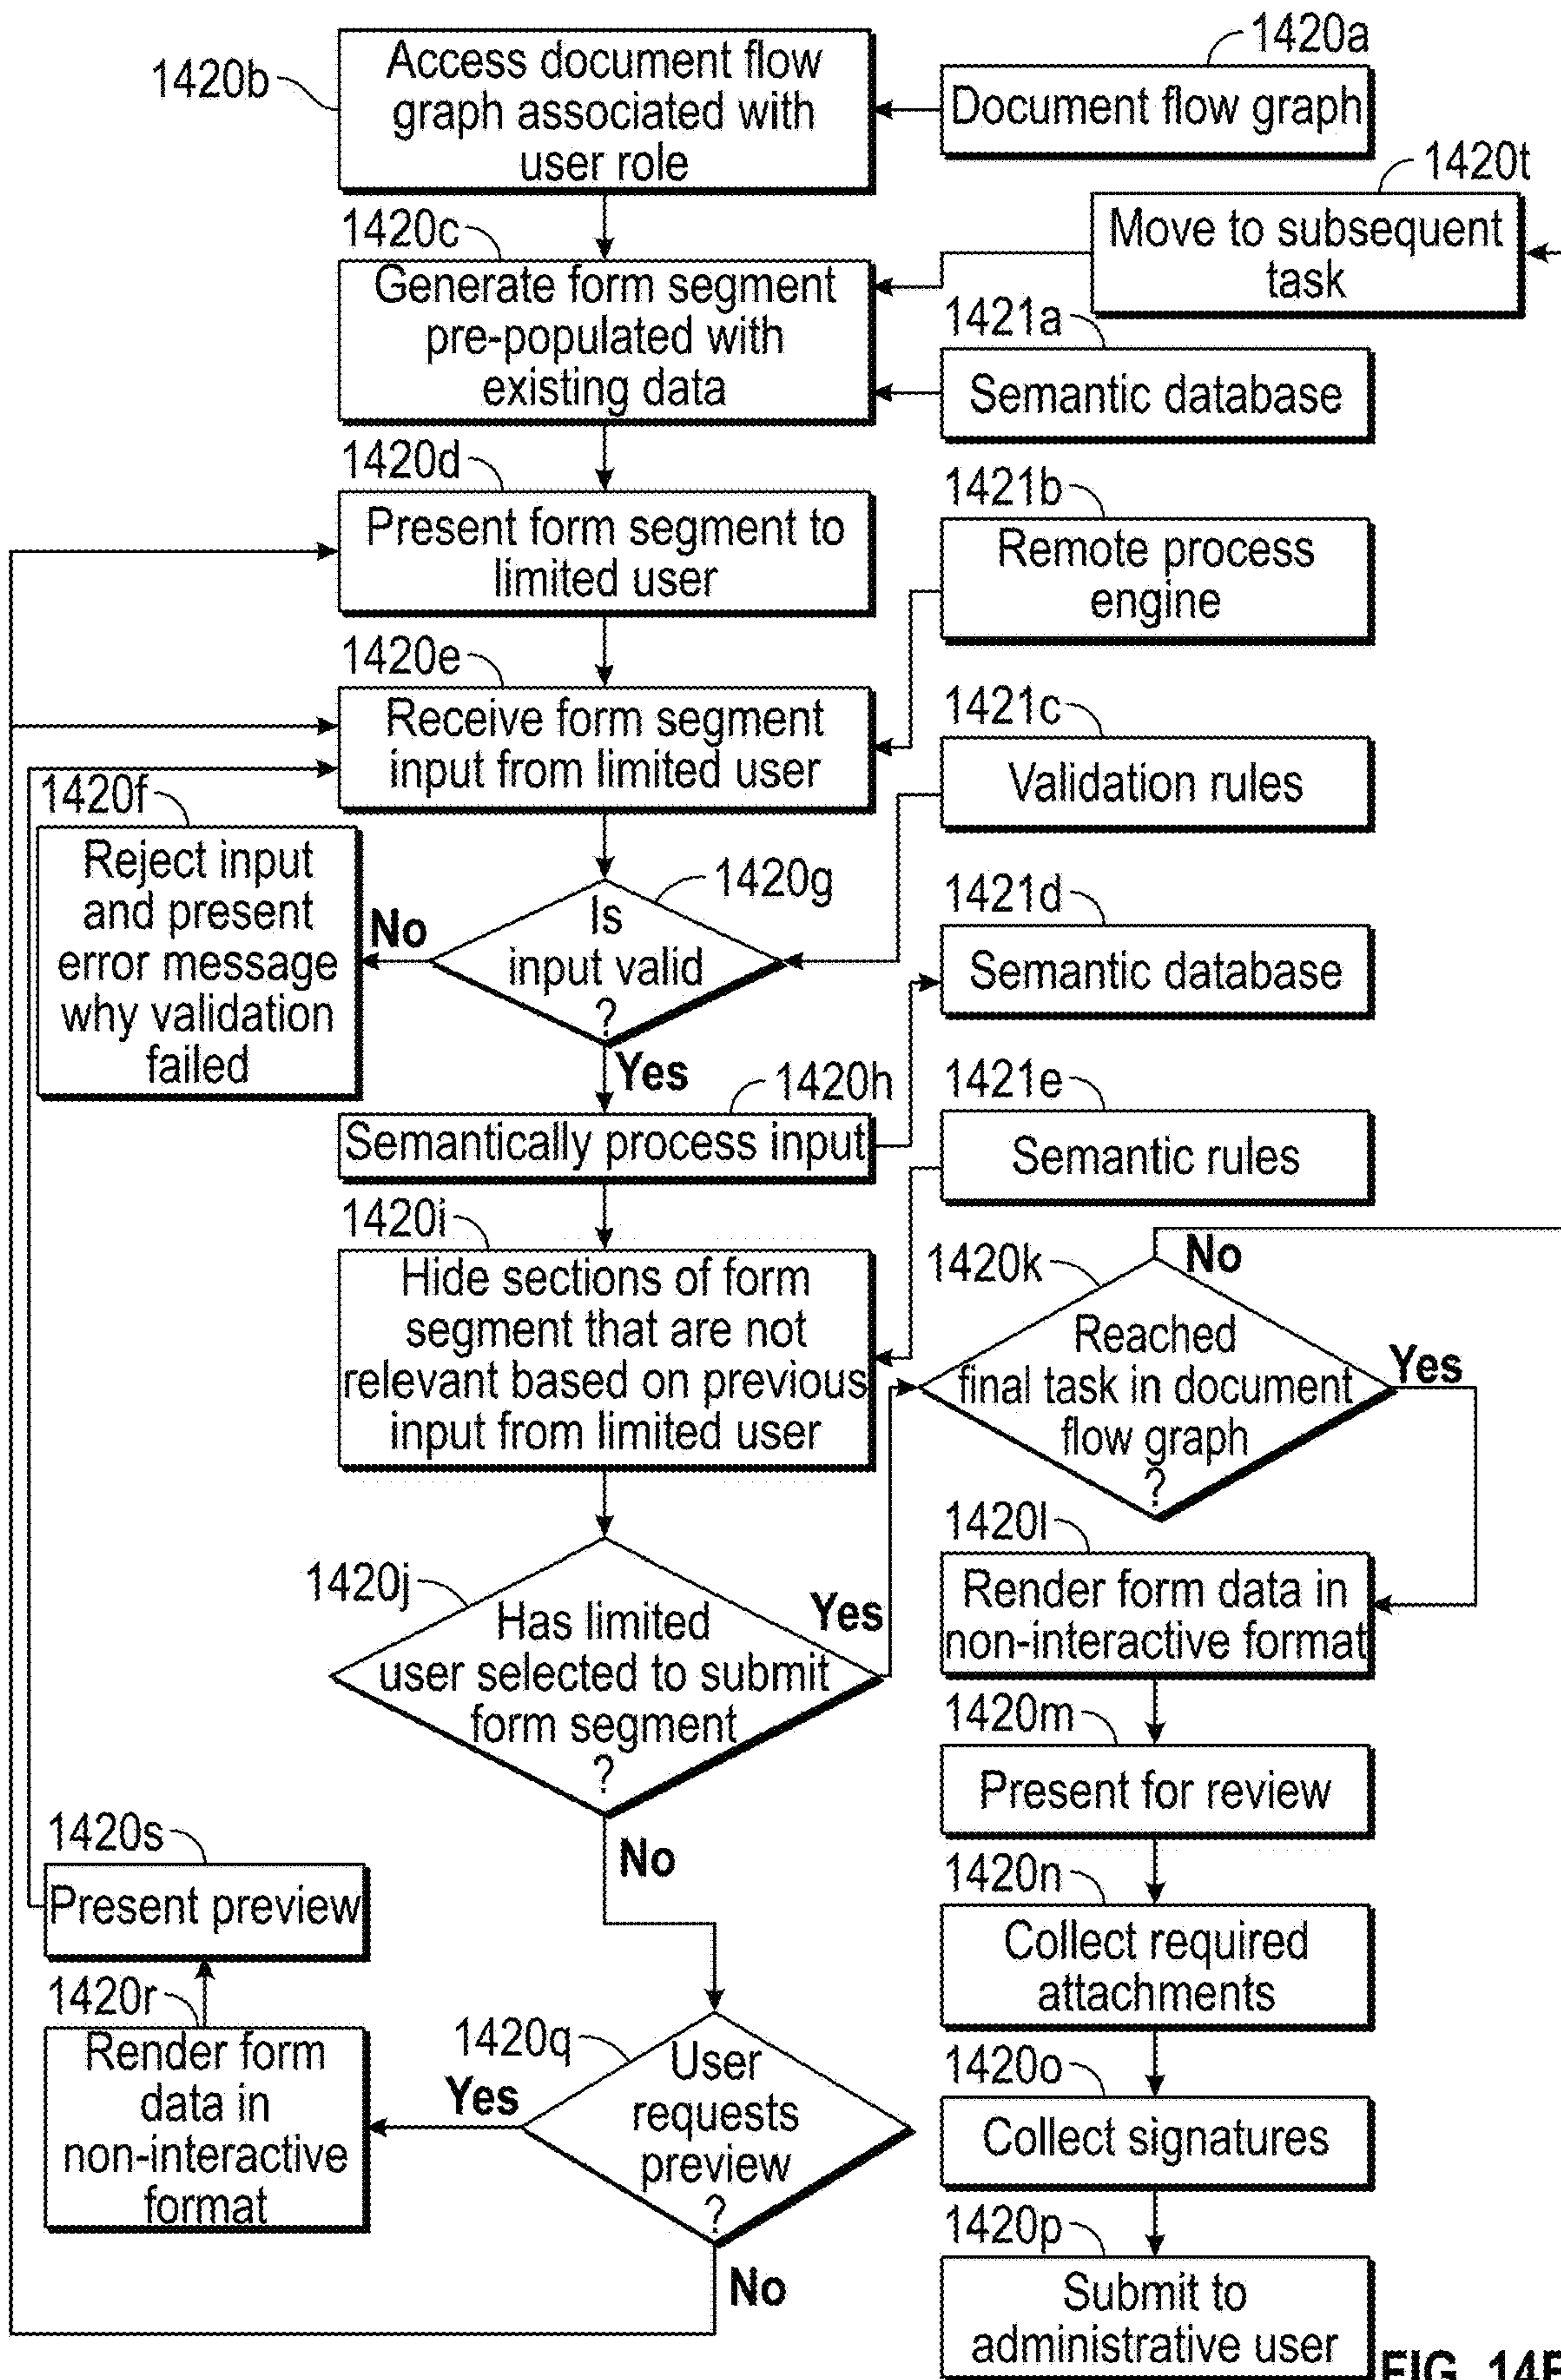 1420a
1420b
Access document flow
graph associated with
user role
Document flow graph
1420t
Move to subsequent
task
1420c
Generate form segment
pre-populated with
existing data
1421a
Semantic database
1420d
Present form segment to
limited user
1421b
Remote process
engine
1420e
Receive form segment
input from limited user
1421c
Validation rules
1420f
Reject input
and present
error message
why validation
failed
No
1420g
Is
input valid
?
Yes
1421d
Semantic database
1420h
Semantically process input
1421e
Semantic rules
1420i
Hide sections of form
segment that are not
relevant based on previous
input from limited user
1420k
No
Reached
final task in document
flow graph
?
Yes
1420j
Has limited
user selected to submit
form segment
?
Yes
No
1420l
Render form data in
non-interactive format
1420m
Present for review
1420n
Collect required
attachments
1420o
Collect signatures
1420p
Submit to
administrative user
1420s
Present preview
1420r
Render form
data in
non-interactive
format
1420q
Yes
User
requests
preview
?
No
FIG. 14